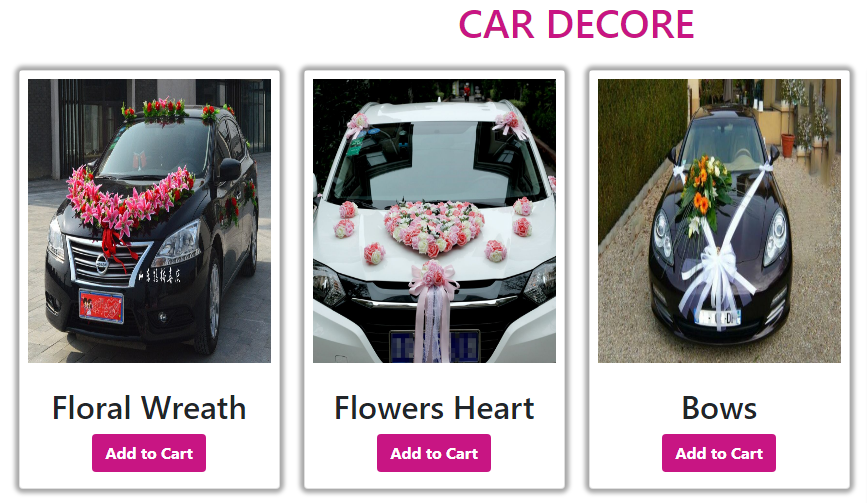 CAR DECORE
Floral Wreath
Flowers Heart
Bows
Add to Cart
Add to Cart
Add to Cart